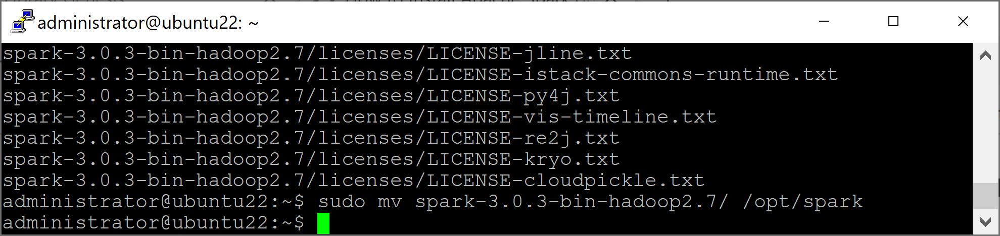 administrator@ubuntu22: ~
spark-3.0.3-bin-hadoop2.7/licenses/LICENSE-jline.txt
spark-3.0.3-bin-hadoop2.7/licenses/LICENSE-istack-commons-runtime.txt
spark-3.0.3-bin-hadoop2.7/licenses/LICENSE-py4j.txt
spark-3.0.3-bin-hadoop2.7/licenses/LICENSE-vis-timeline.txt
spark-3.0.3-bin-hadoop2.7/licenses/LICENSE-re2j.txt
spark-3.0.3-bin-hadoop2.7/licenses/LICENSE-kryo.txt
spark-3.0.3-bin-hadoop2.7/licenses/LICENSE-cloudpickle.txt
administrator@ubuntu22:~$ sudo mv spark-3.0.3-bin-hadoop2.7/ /opt/spark
administrator@ubuntu22:~$